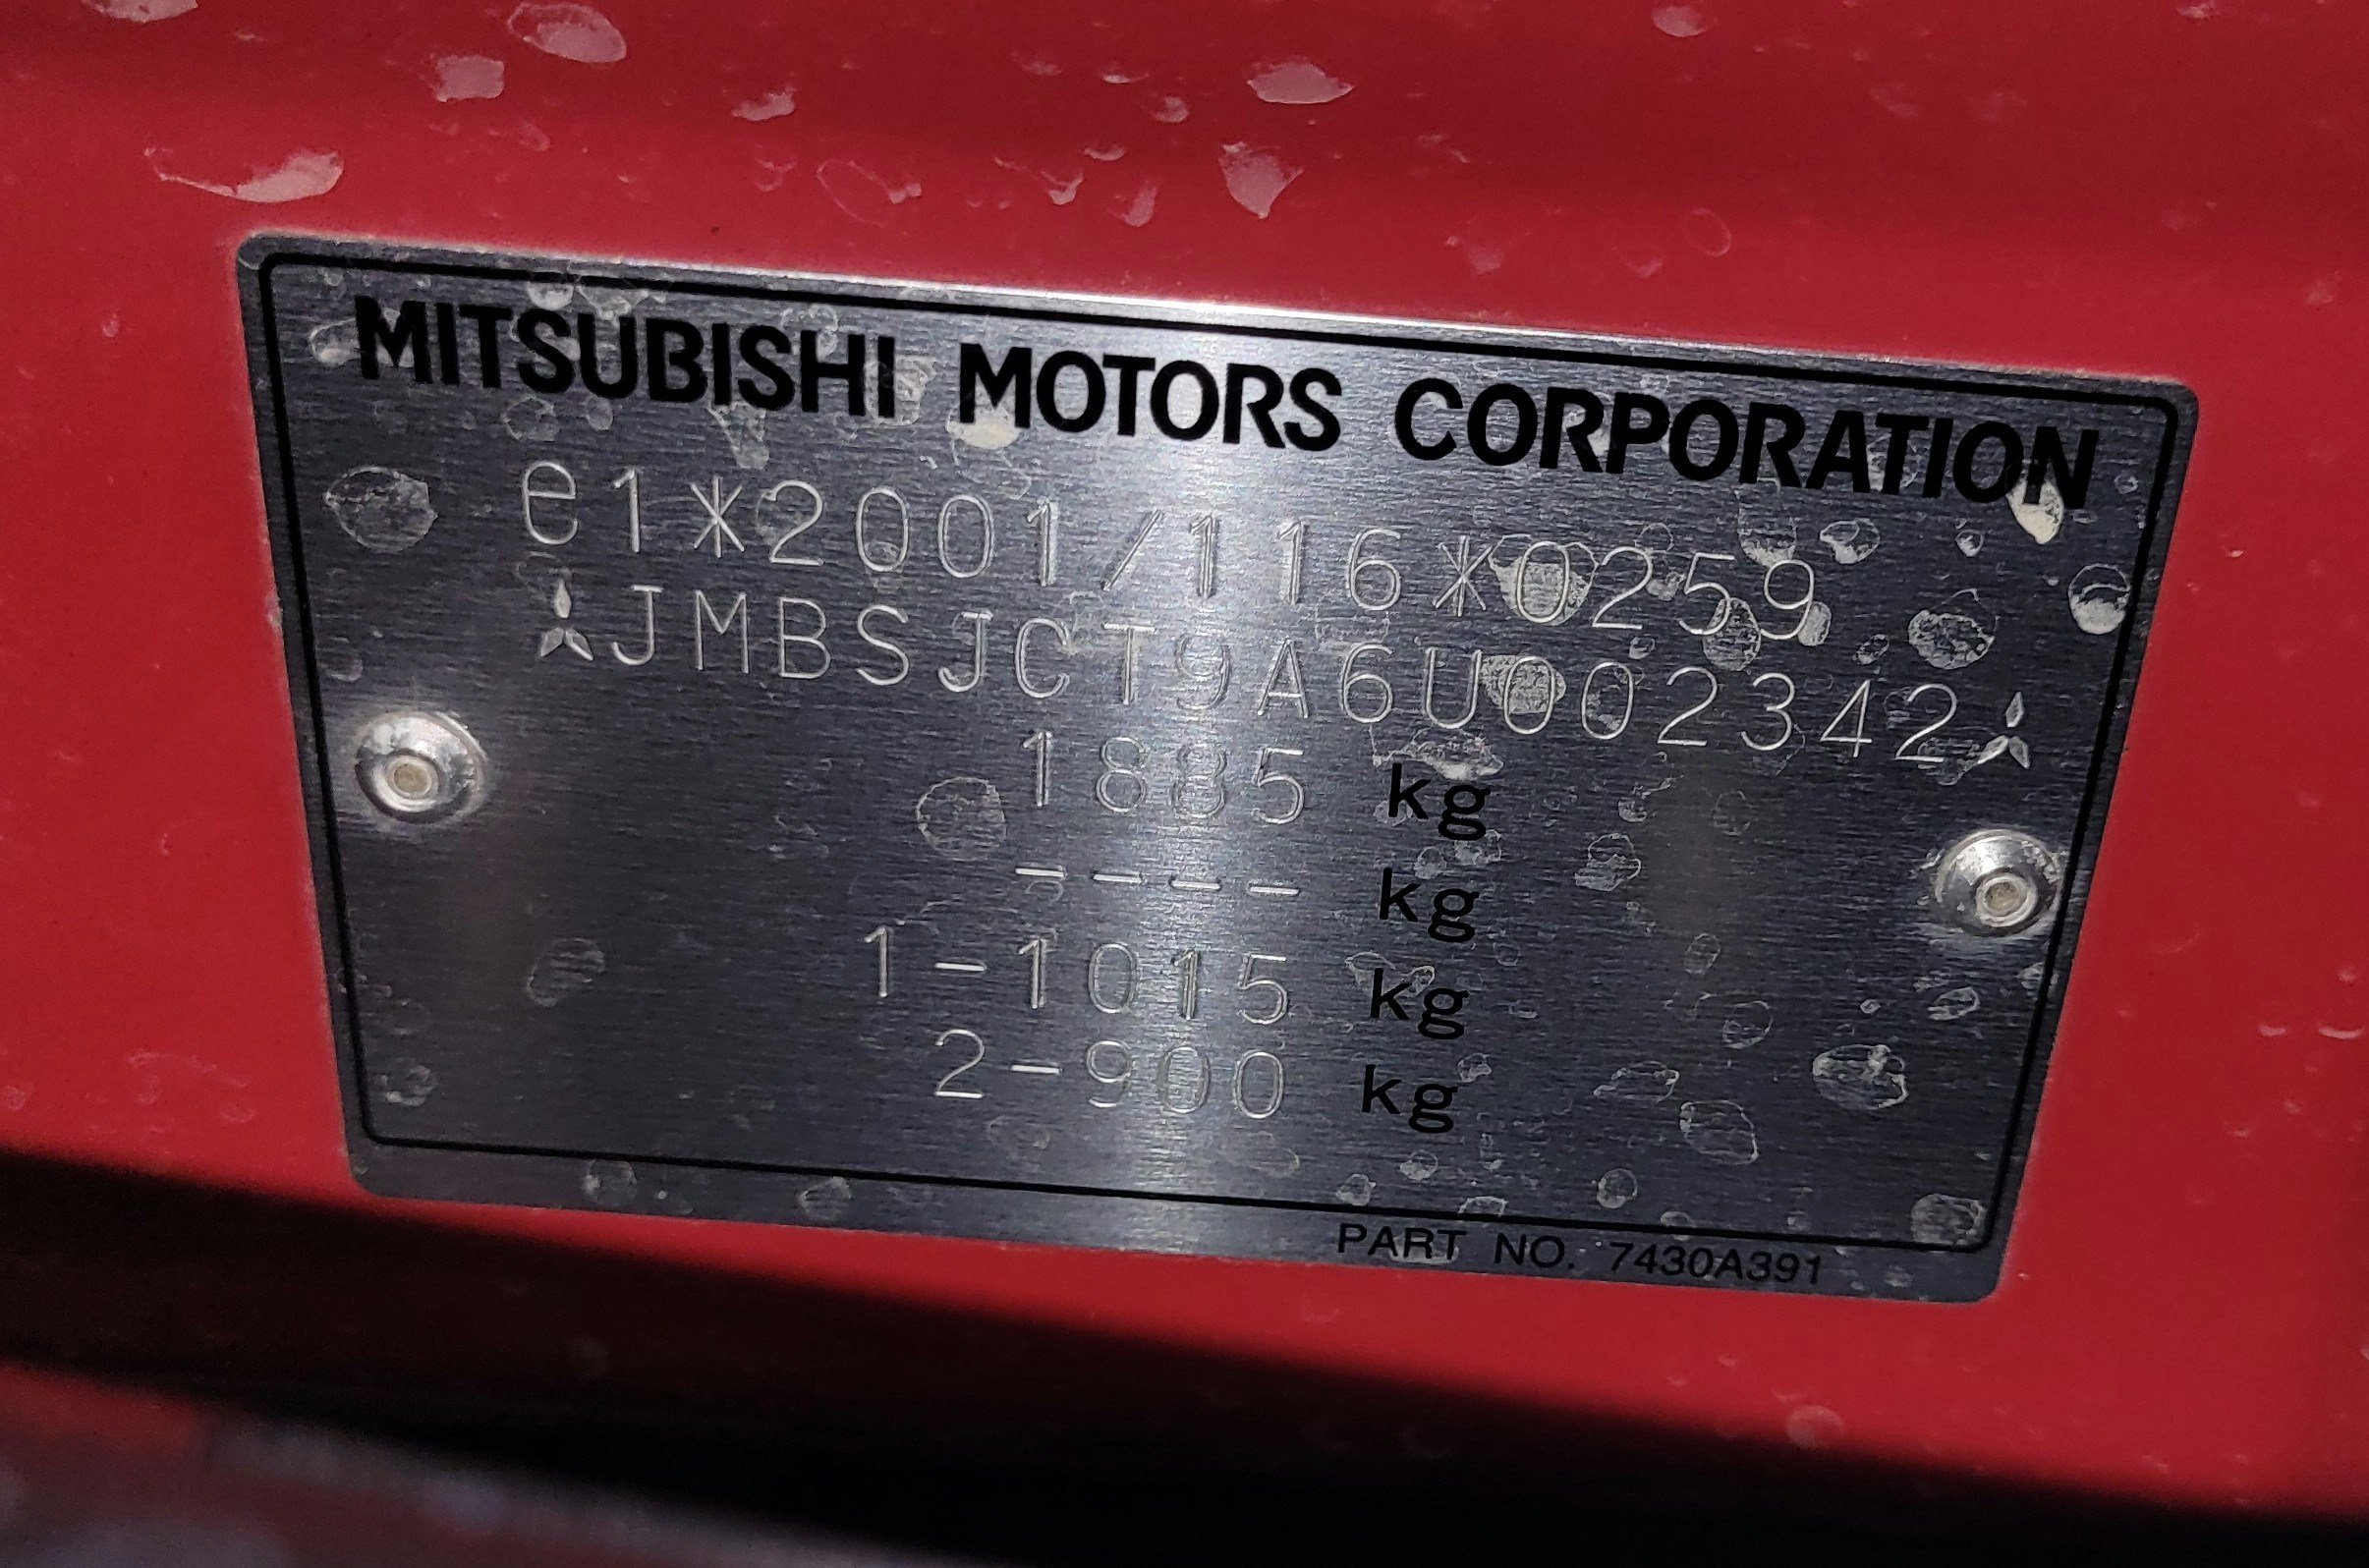 MITSUBISHI MOTORS CORPORATION
e1*2001/116*0259
JMBSJCT9A6U002342
1885 kg
---- kg
1-1015 kg
2-900 kg
PART NO. 7430A391